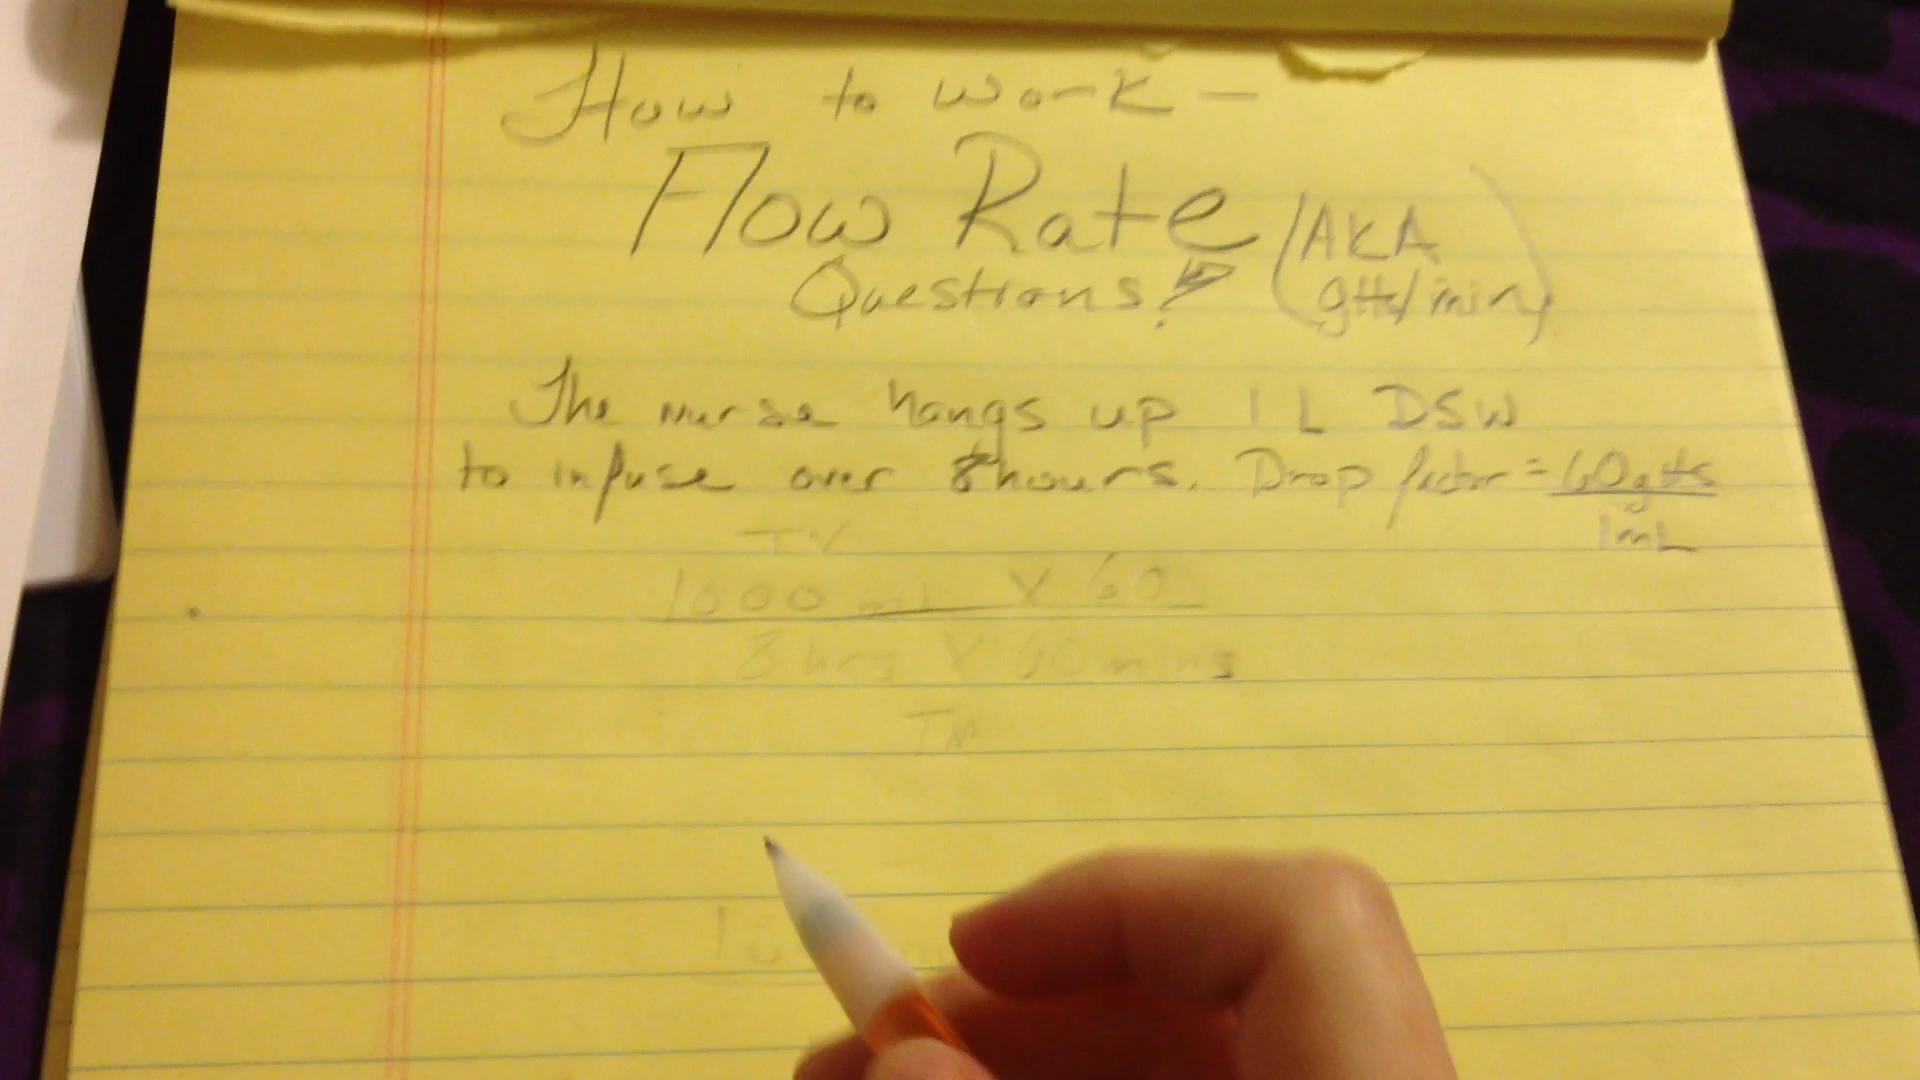 How to work -
Flow Rate (AKA
Questions! gtts/min)
The nurse hangs up 1 L D5W
to infuse over 8 hours. Drop factor = 60gtts
1mL
TV
1000 mL X 60
8 hrs X 60 mins
TM
10